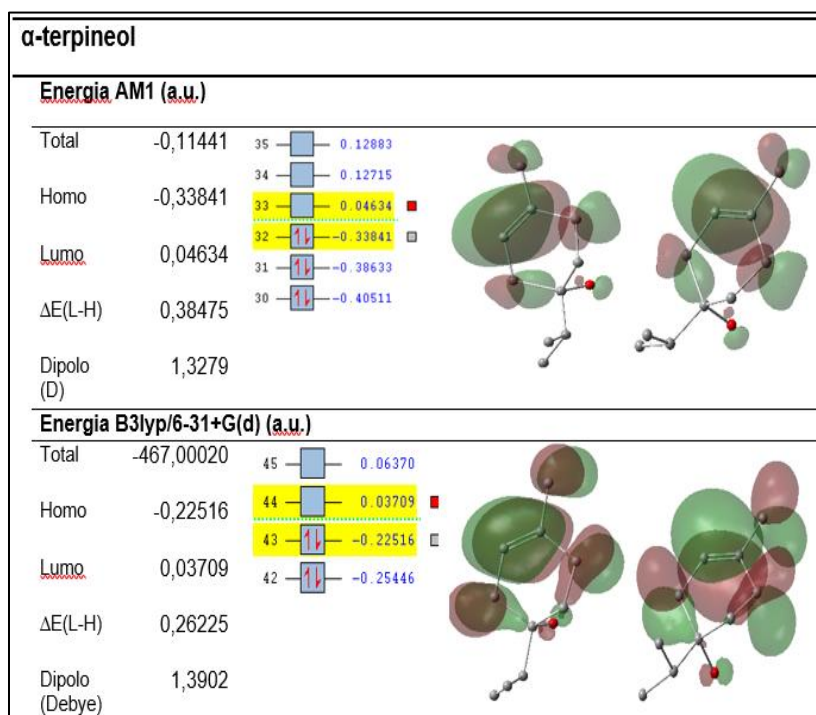 α-terpineol
Energia AM1 (a.u.)
Total -0,11441
Homo -0,33841
Lumo 0,04634
ΔE(L-H) 0,38475
Dipolo (D) 1,3279
35 0.12883
34 0.12715
33 0.04634
32 -0.33841
31 -0.38633
30 -0.40511
Energia B3lyp/6-31+G(d) (a.u.)
Total -467,00020
Homo -0,22516
Lumo 0,03709
ΔE(L-H) 0,26225
Dipolo (Debye) 1,3902
45 0.06370
44 0.03709
43 -0.22516
42 -0.25446